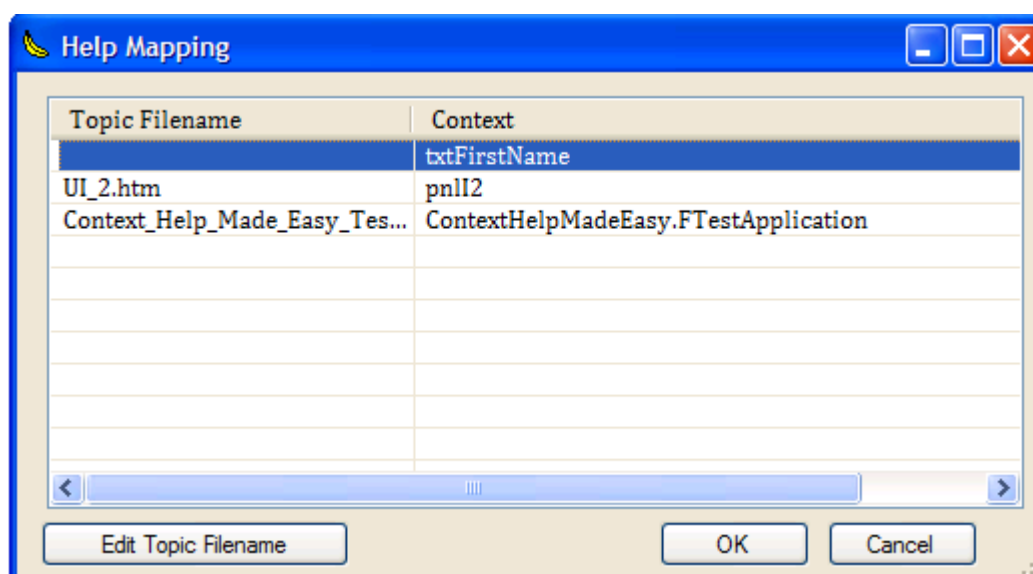 Help Mapping
Topic Filename Context
txtFirstName
UI_2.htm pnlI2
Context_Help_Made_Easy_Tes... ContextHelpMadeEasy.FTestApplication
Edit Topic Filename OK Cancel